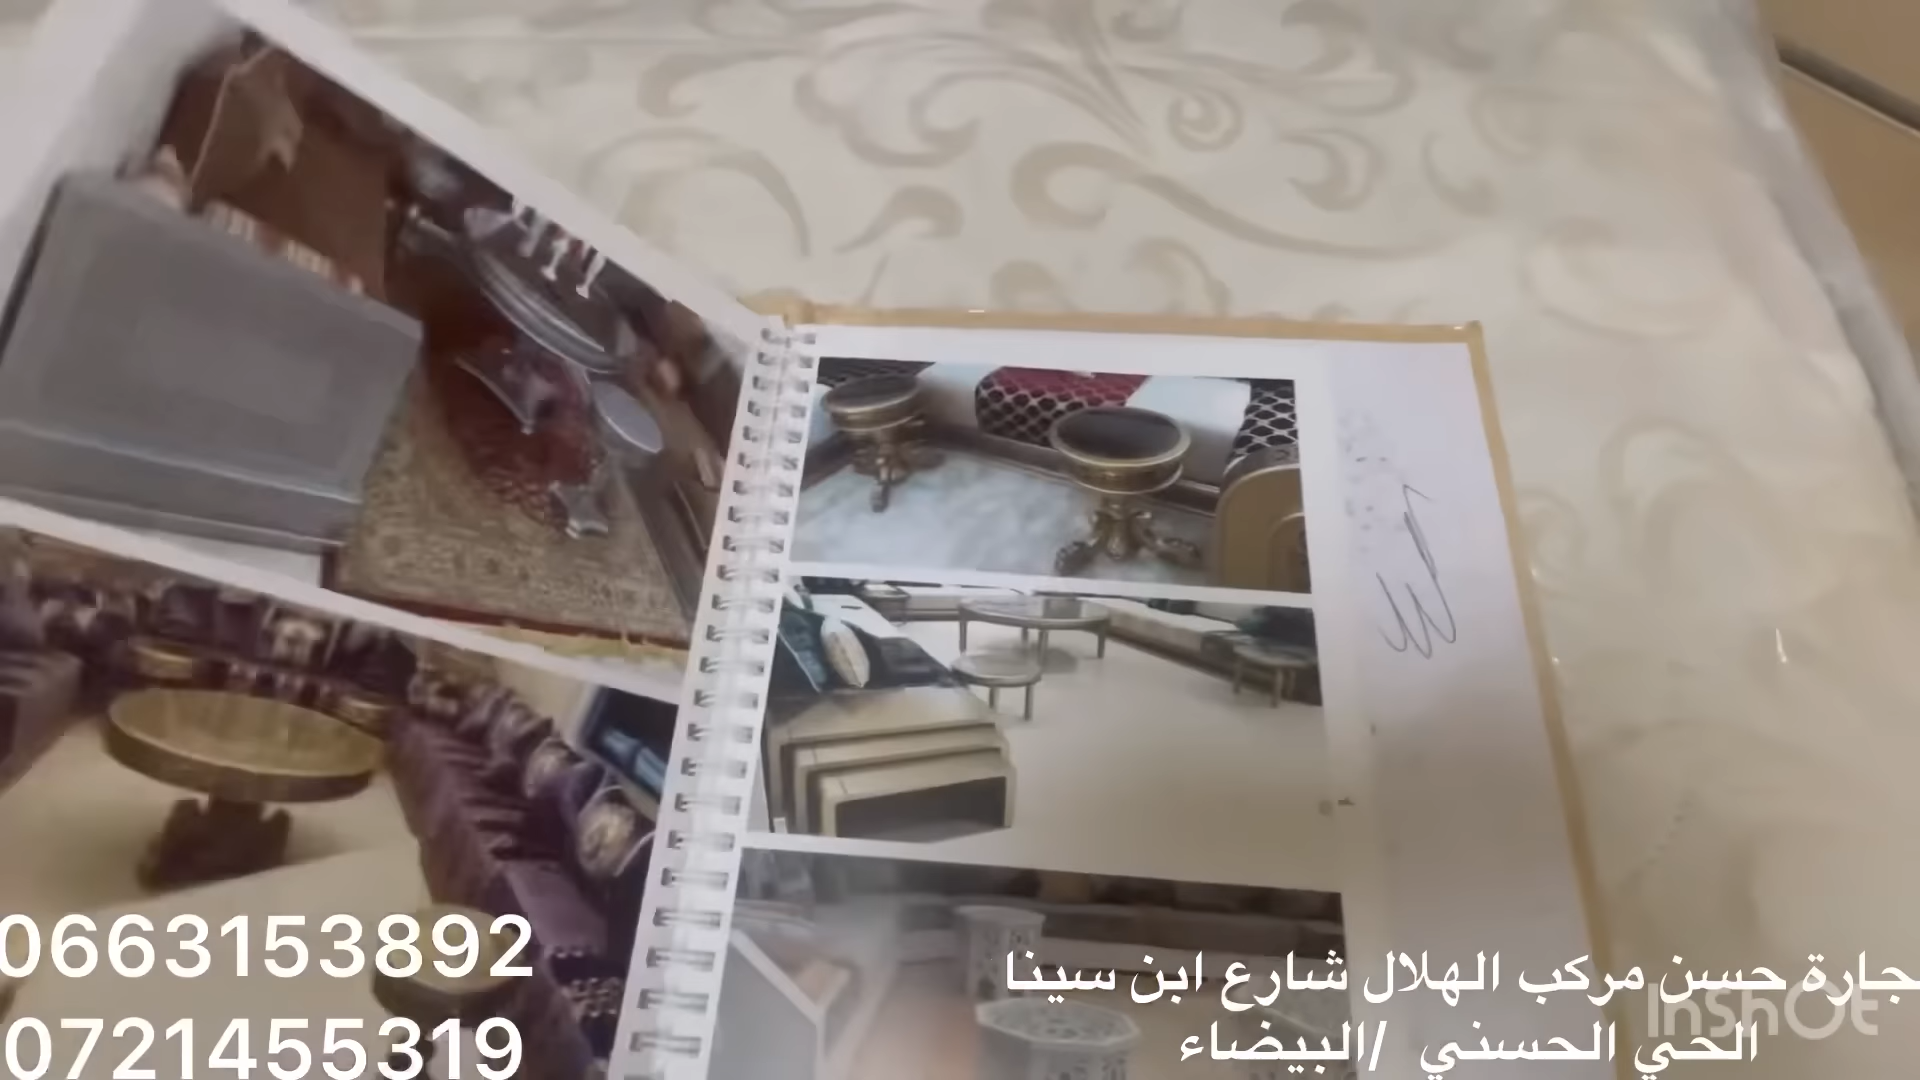 0663153892
0721455319
جارة حسن مركب الهلال شارع ابن سينا
الحي الحسني /البيضاء
InShOt